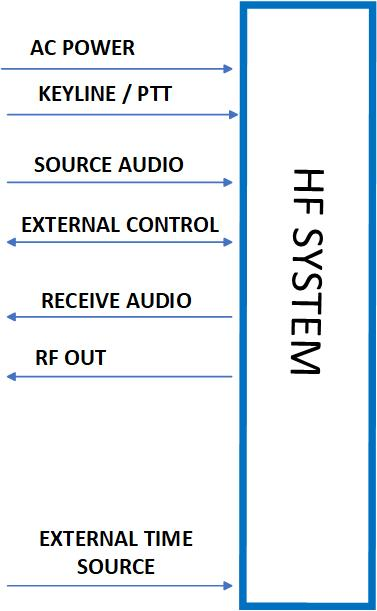 AC POWER
KEYLINE / PTT
SOURCE AUDIO
EXTERNAL CONTROL
RECEIVE AUDIO
RF OUT
EXTERNAL TIME
SOURCE
HF SYSTEM